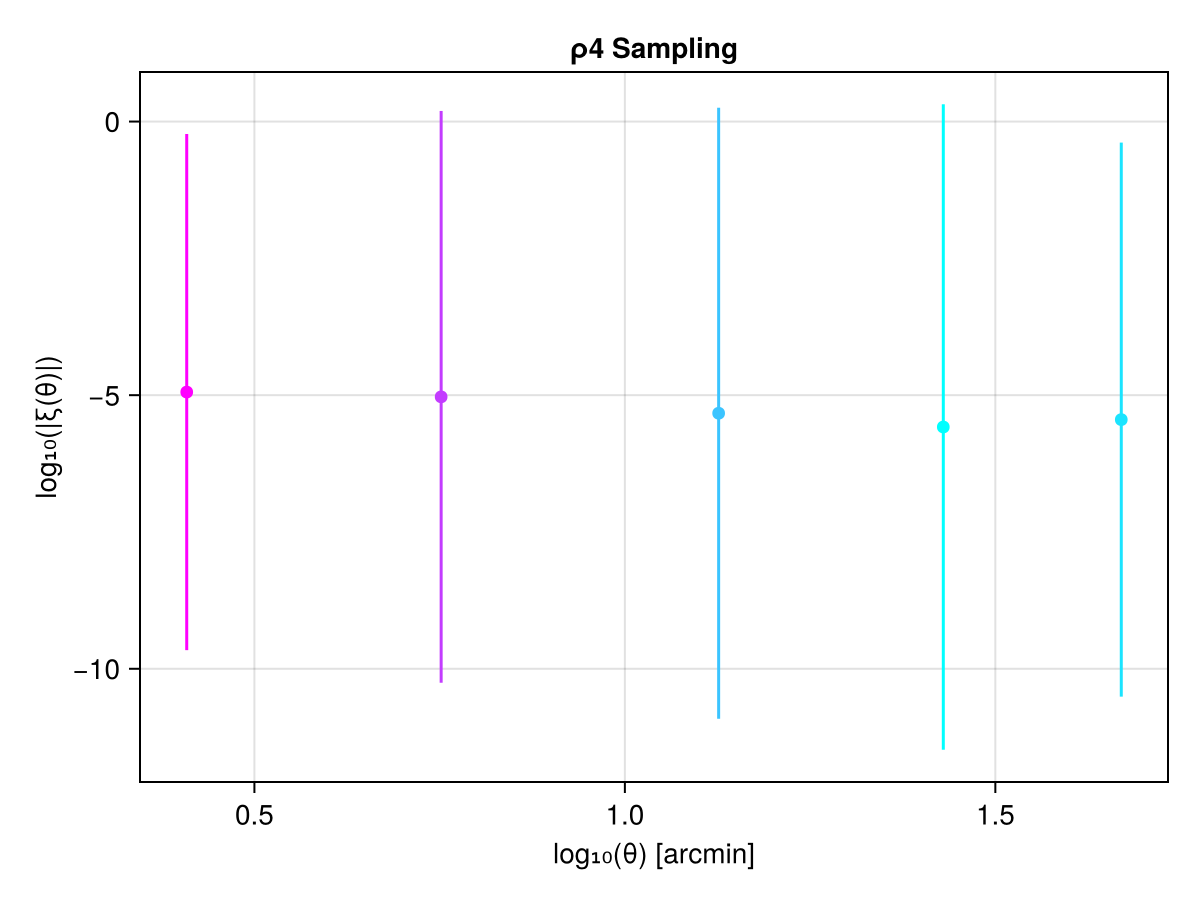 ρ4 Sampling
0
−5
−10
log₁₀(|ξ(θ)|)
0.5
1.0
1.5
log₁₀(θ) [arcmin]